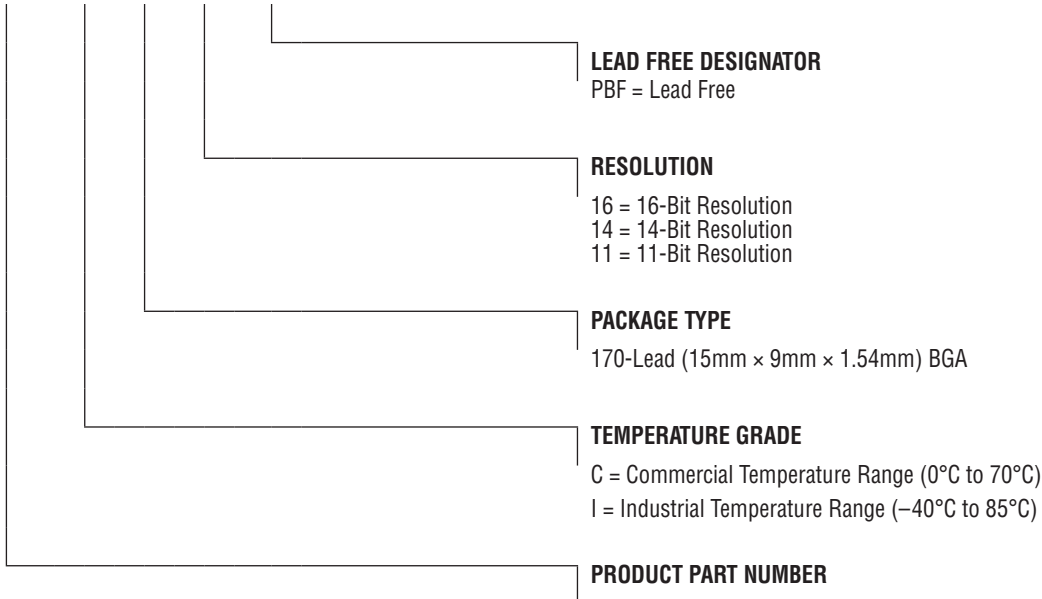 LEAD FREE DESIGNATOR
PBF = Lead Free
RESOLUTION
16 = 16-Bit Resolution
14 = 14-Bit Resolution
11 = 11-Bit Resolution
PACKAGE TYPE
170-Lead (15mm × 9mm × 1.54mm) BGA
TEMPERATURE GRADE
C = Commercial Temperature Range (0°C to 70°C)
I = Industrial Temperature Range (–40°C to 85°C)
PRODUCT PART NUMBER